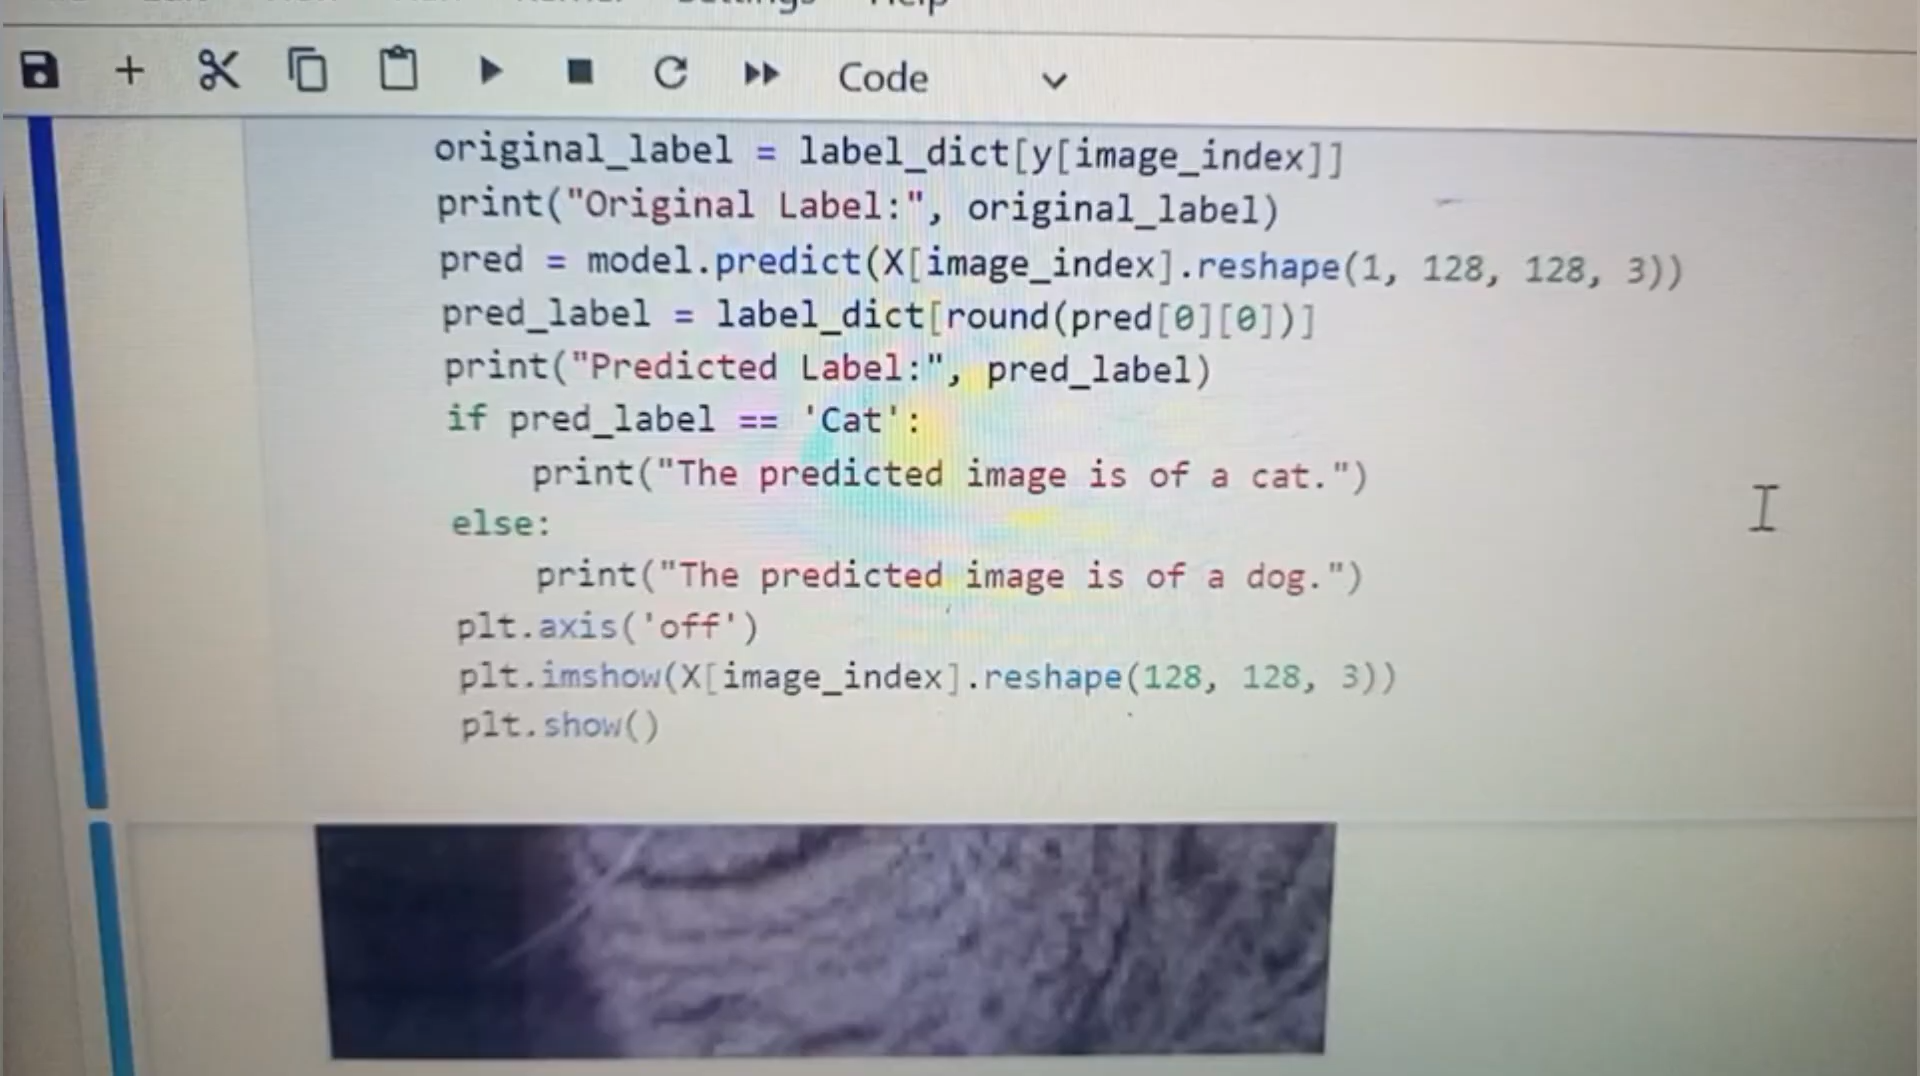 Settings Help
Code
original_label = label_dict[y[image_index]]
print("Original Label:", original_label)
pred = model.predict(X[image_index].reshape(1, 128, 128, 3))
pred_label = label_dict[round(pred[0][0])]
print("Predicted Label:", pred_label)
if pred_label == 'Cat':
print("The predicted image is of a cat.")
else:
print("The predicted image is of a dog.")
plt.axis('off')
plt.imshow(X[image_index].reshape(128, 128, 3))
plt.show()